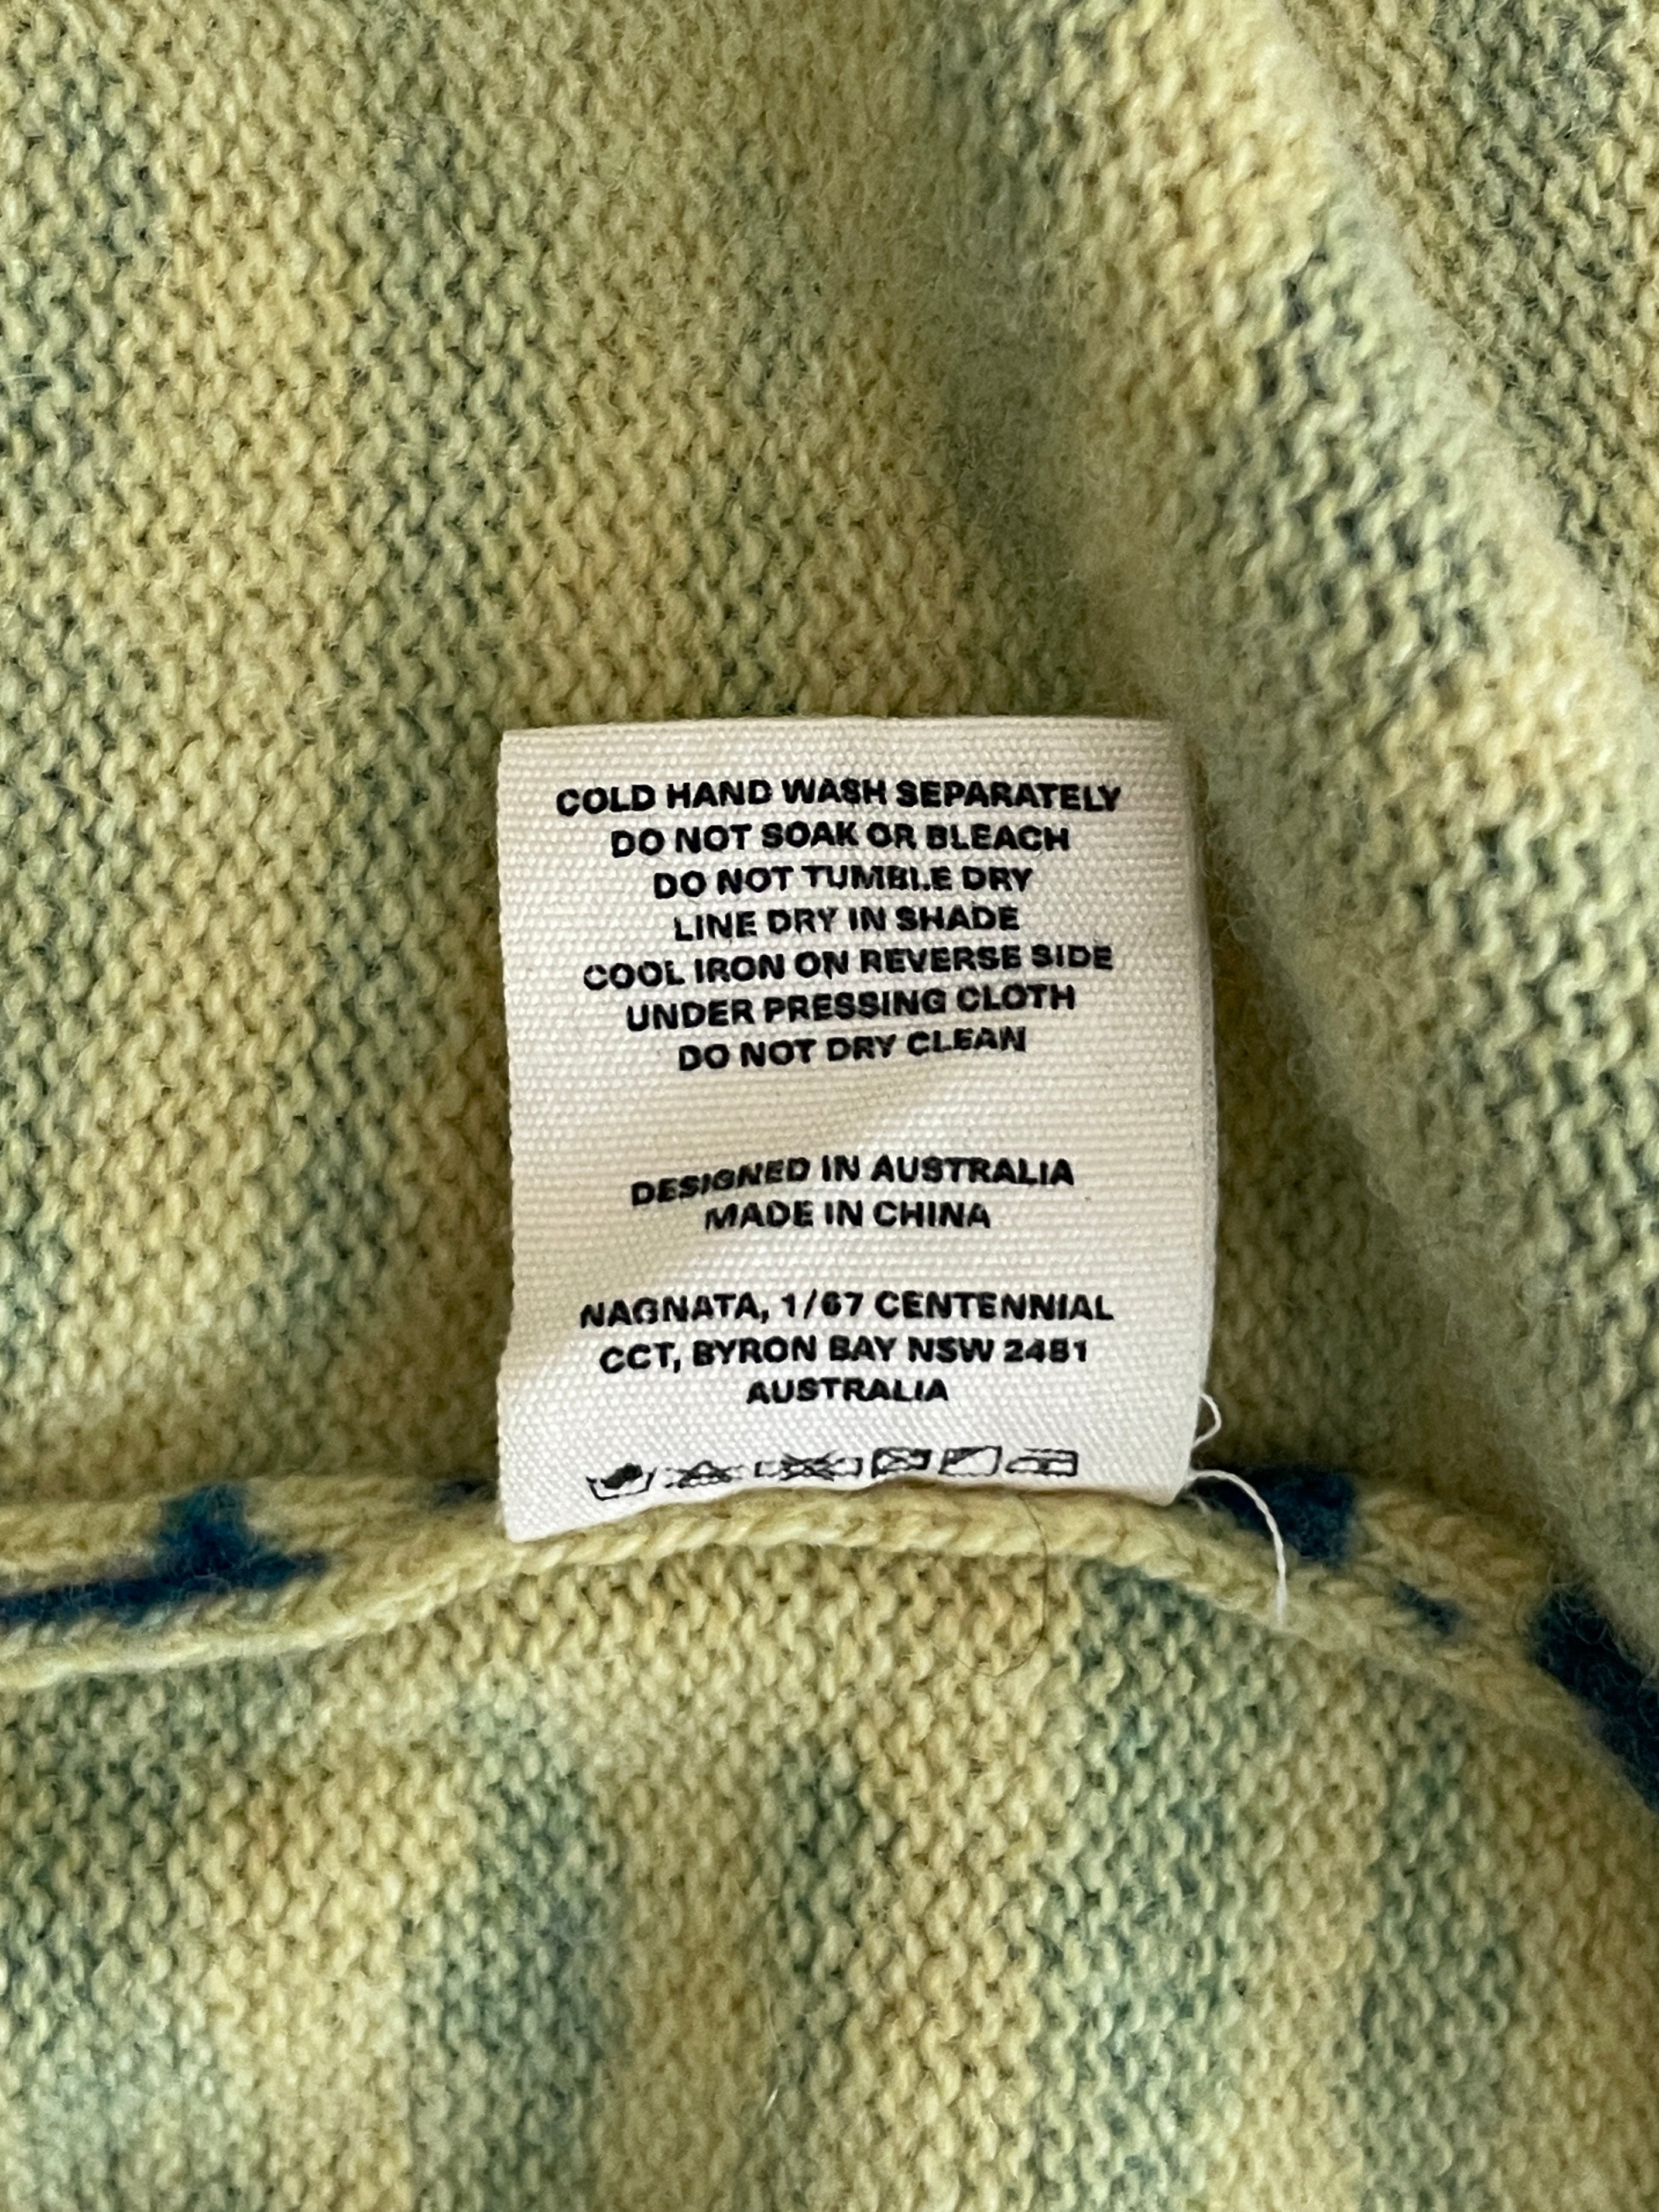 COLD HAND WASH SEPARATELY
DO NOT SOAK OR BLEACH
DO NOT TUMBLE DRY
LINE DRY IN SHADE
COOL IRON ON REVERSE SIDE
UNDER PRESSING CLOTH
DO NOT DRY CLEAN
DESIGNED IN AUSTRALIA
MADE IN CHINA
NAGNATA, 1/67 CENTENNIAL
CCT, BYRON BAY NSW 2481
AUSTRALIA